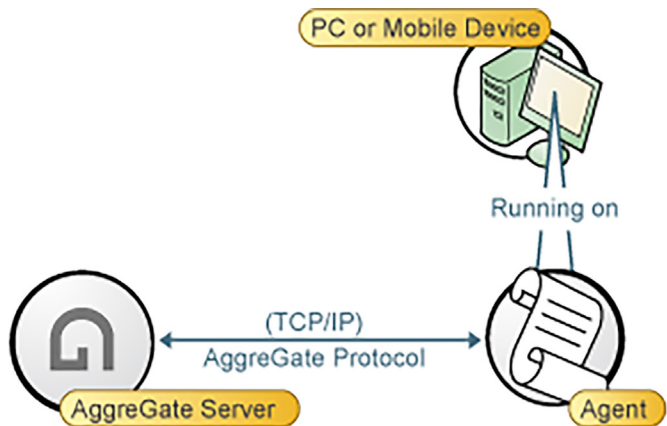 PC or Mobile Device
Running on
(TCP/IP)
AggreGate Protocol
AggreGate Server
Agent